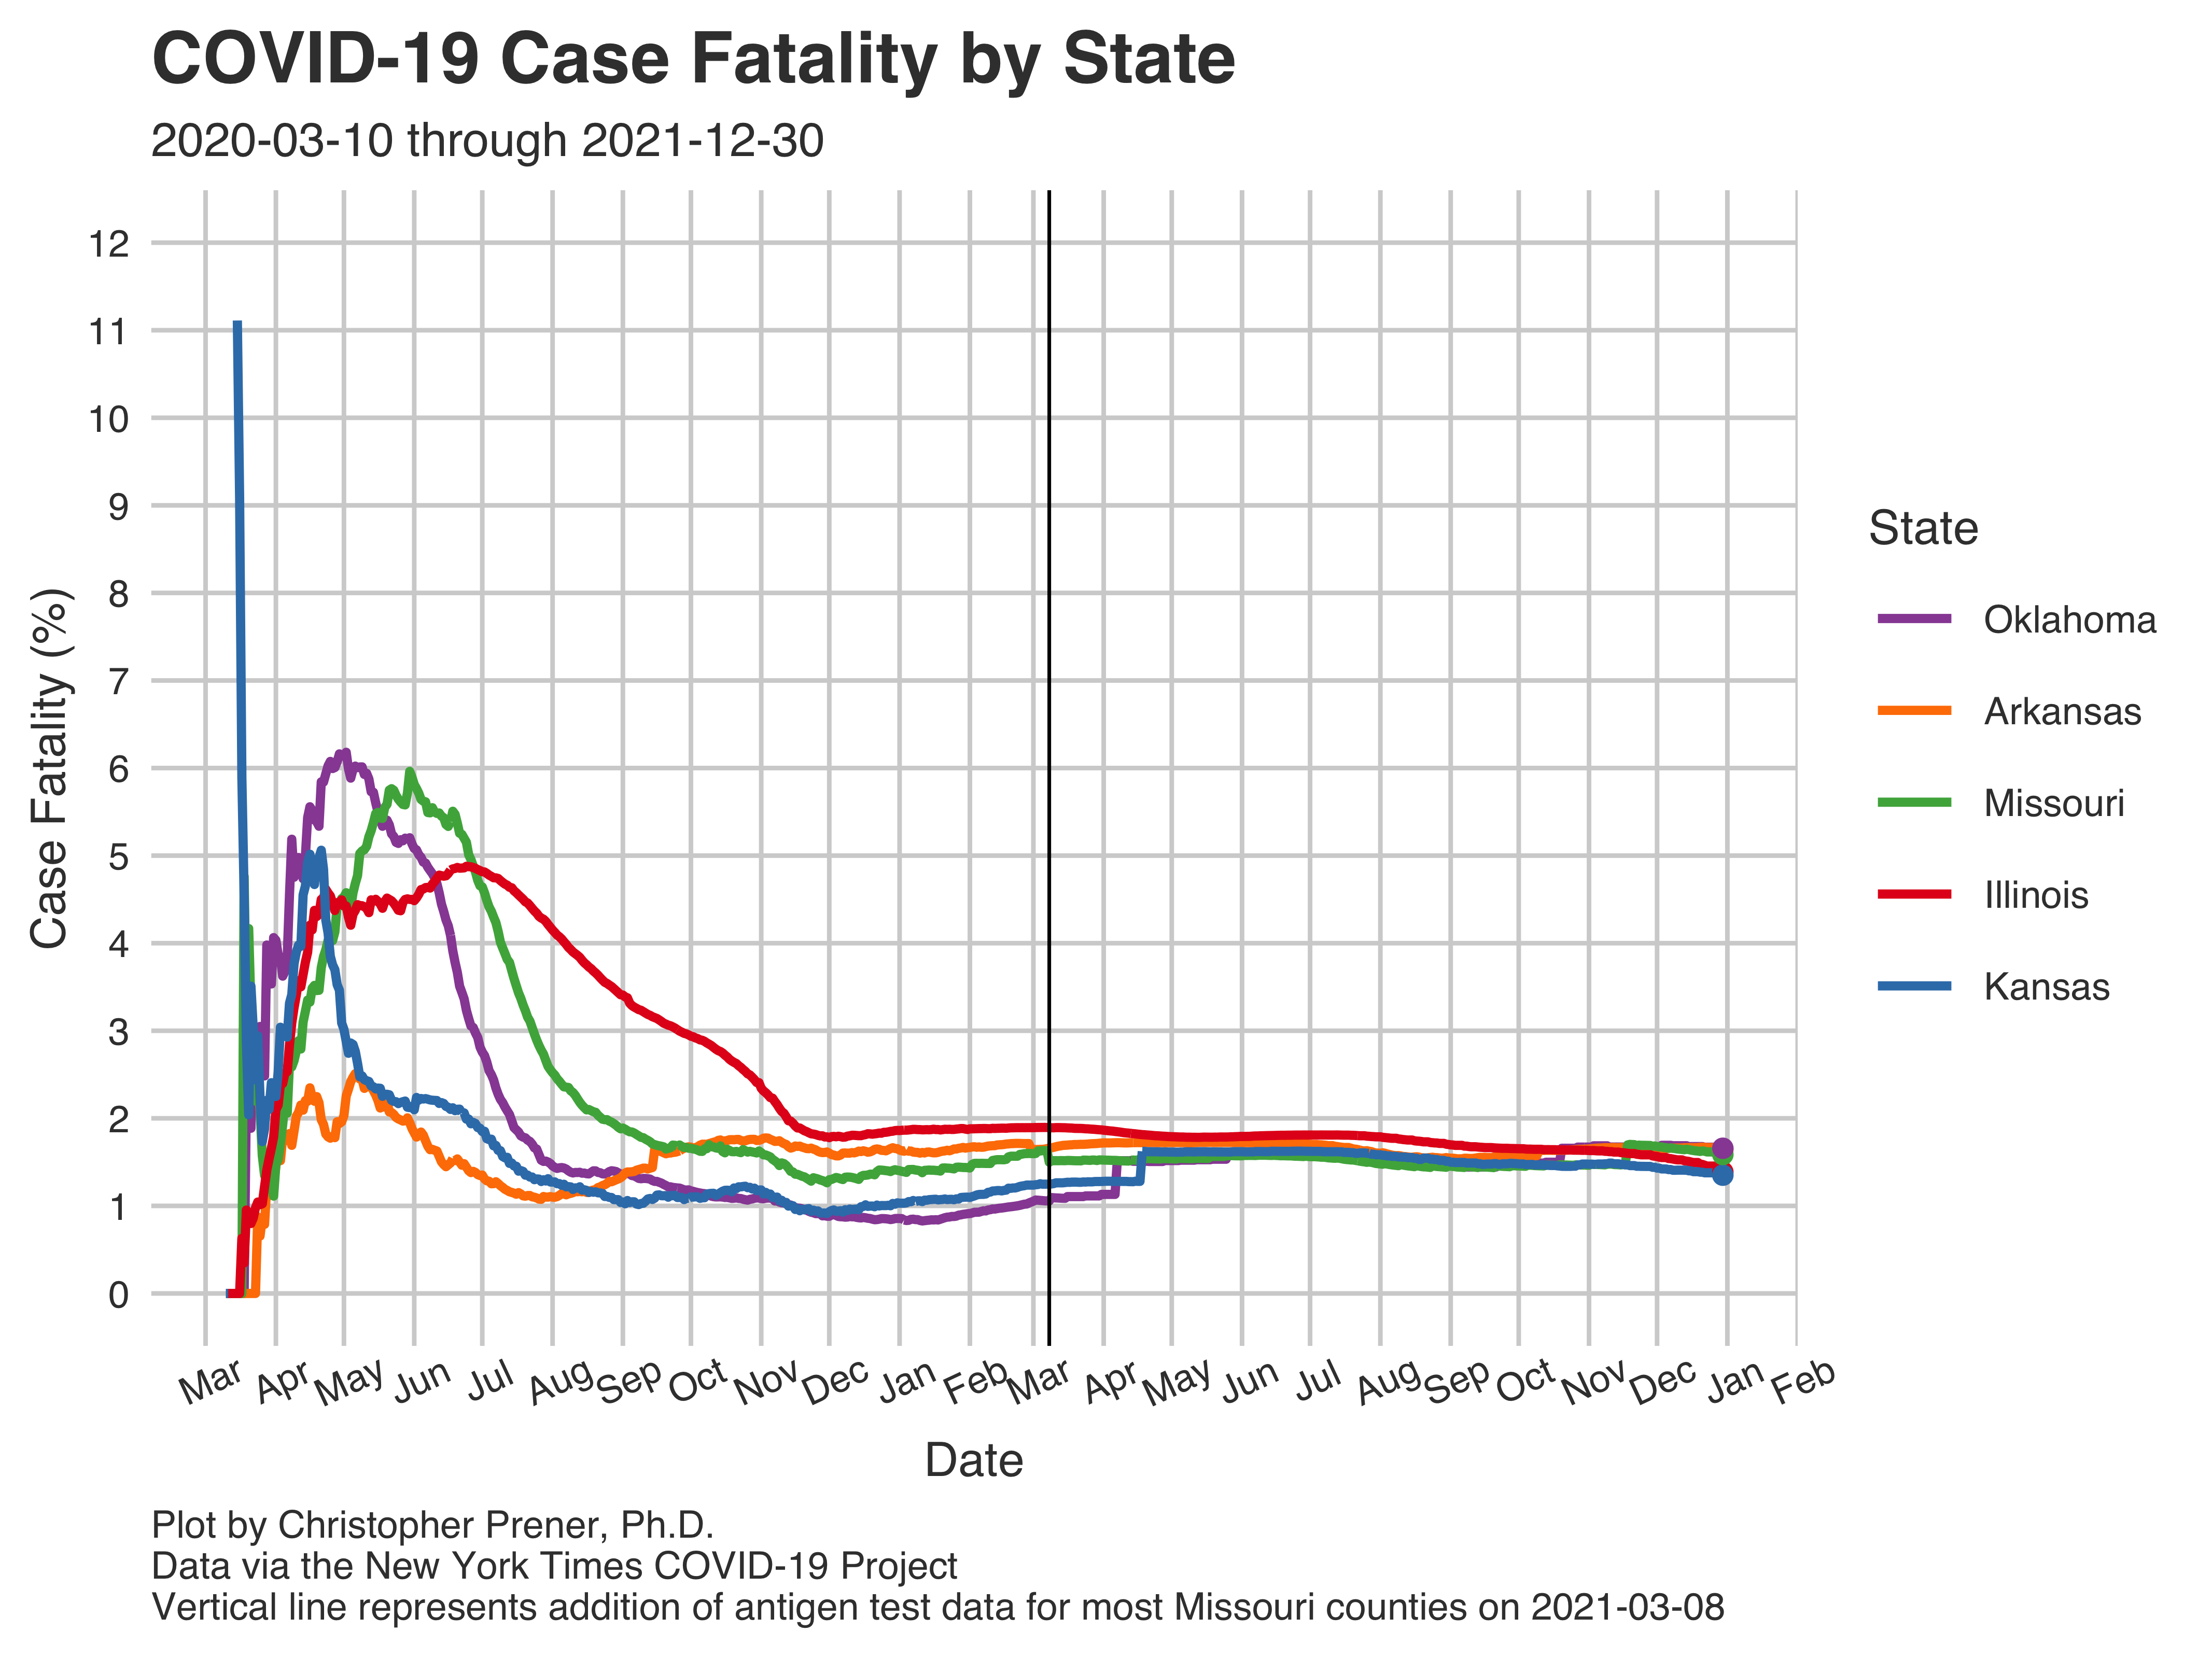 COVID-19 Case Fatality by State
2020-03-10 through 2021-12-30
12
11
10
9
8
7
6
5
4
3
2
1
0
Case Fatality (%)
Mar Apr May Jun Jul Aug Sep Oct Nov Dec Jan Feb Mar Apr May Jun Jul Aug Sep Oct Nov Dec Jan Feb
Date
State
Oklahoma
Arkansas
Missouri
Illinois
Kansas
Plot by Christopher Prener, Ph.D.
Data via the New York Times COVID-19 Project
Vertical line represents addition of antigen test data for most Missouri counties on 2021-03-08